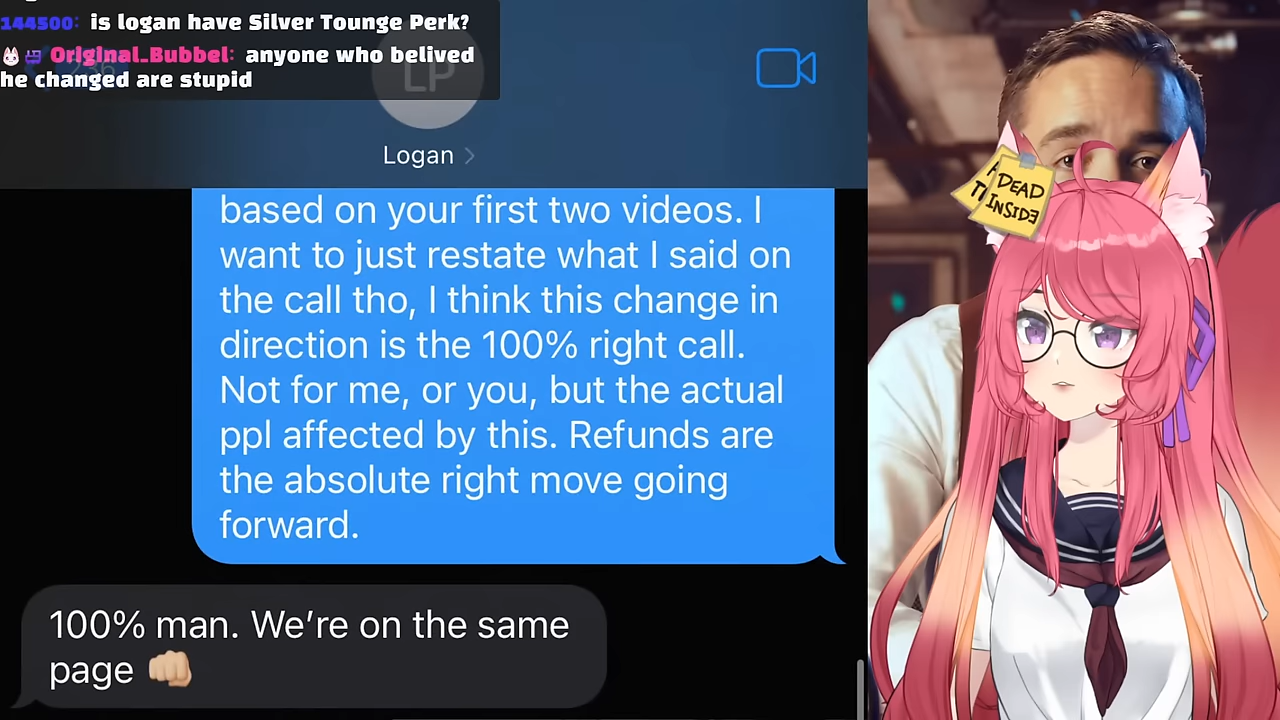 144500: is logan have Silver Tounge Perk?
Original_Bubbel: anyone who belived
he changed are stupid
LP
Logan
based on your first two videos. I
want to just restate what I said on
the call tho, I think this change in
direction is the 100% right call.
Not for me, or you, but the actual
ppl affected by this. Refunds are
the absolute right move going
forward.
100% man. We’re on the same
page 👊🏼
DEAD
INSIDE